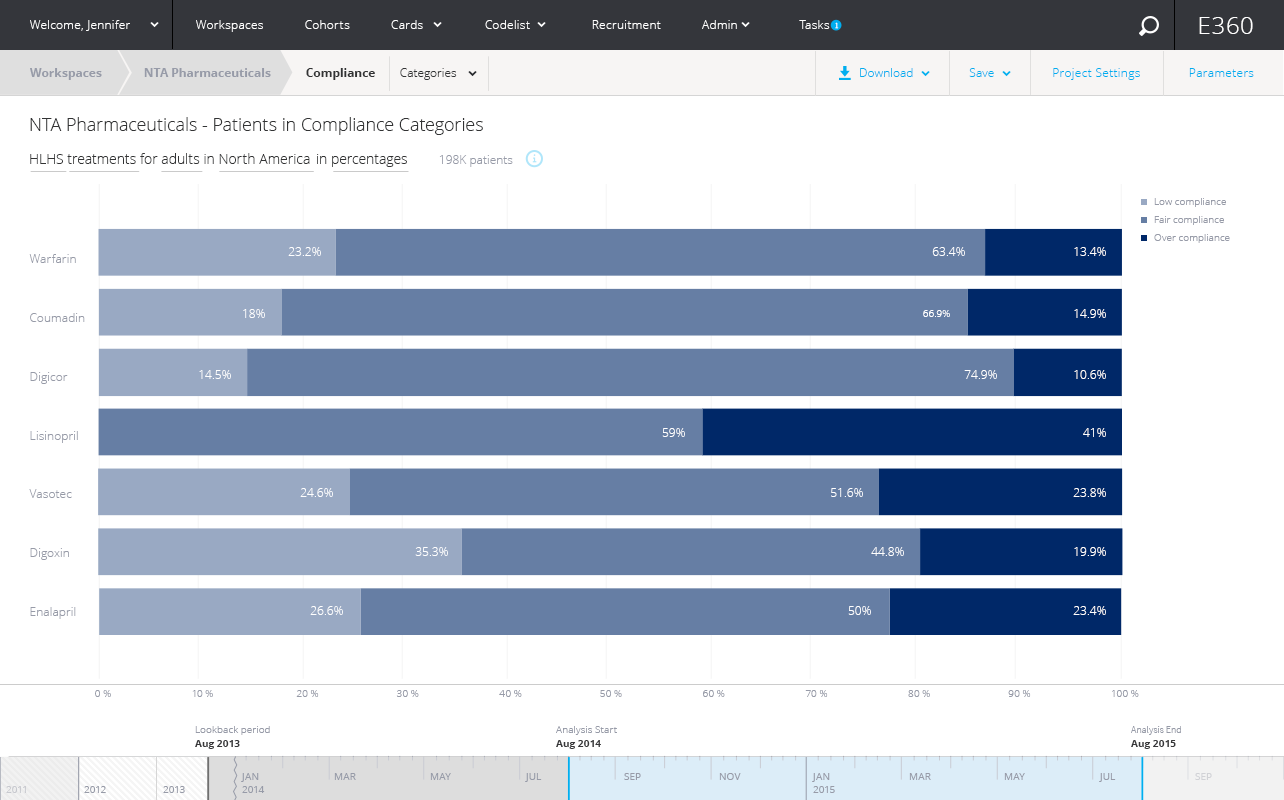 Welcome, Jennifer Workspaces Cohorts Cards Codelist Recruitment Admin Tasks i E360
Workspaces NTA Pharmaceuticals Compliance Categories Download Save Project Settings Parameters
NTA Pharmaceuticals - Patients in Compliance Categories
HLHS treatments for adults in North America in percentages 198K patients i
Low compliance
Fair compliance
Over compliance
Warfarin 23.2% 63.4% 13.4%
Coumadin 18% 66.9% 14.9%
Digicor 14.5% 74.9% 10.6%
Lisinopril 59% 41%
Vasotec 24.6% 51.6% 23.8%
Digoxin 35.3% 44.8% 19.9%
Enalapril 26.6% 50% 23.4%
0 % 10 % 20 % 30 % 40 % 50 % 60 % 70 % 80 % 90 % 100 %
Lookback period Analysis Start Analysis End
Aug 2013 Aug 2014 Aug 2015
JAN MAR MAY JUL SEP NOV JAN MAR MAY JUL SEP
2011 2012 2013 2014 2015